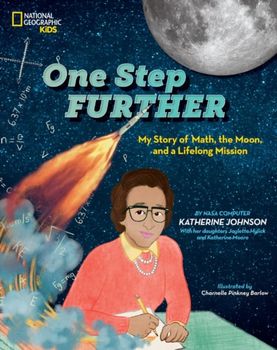 NATIONAL
GEOGRAPHIC
KiDS
One Step
FURTHER
My Story of Math, the Moon,
and a Lifelong Mission
BY NASA COMPUTER
KATHERINE JOHNSON
With her daughters Joylette Hylick
and Katherine Moore
Illustrated by
Charnelle Pinkney Barlow